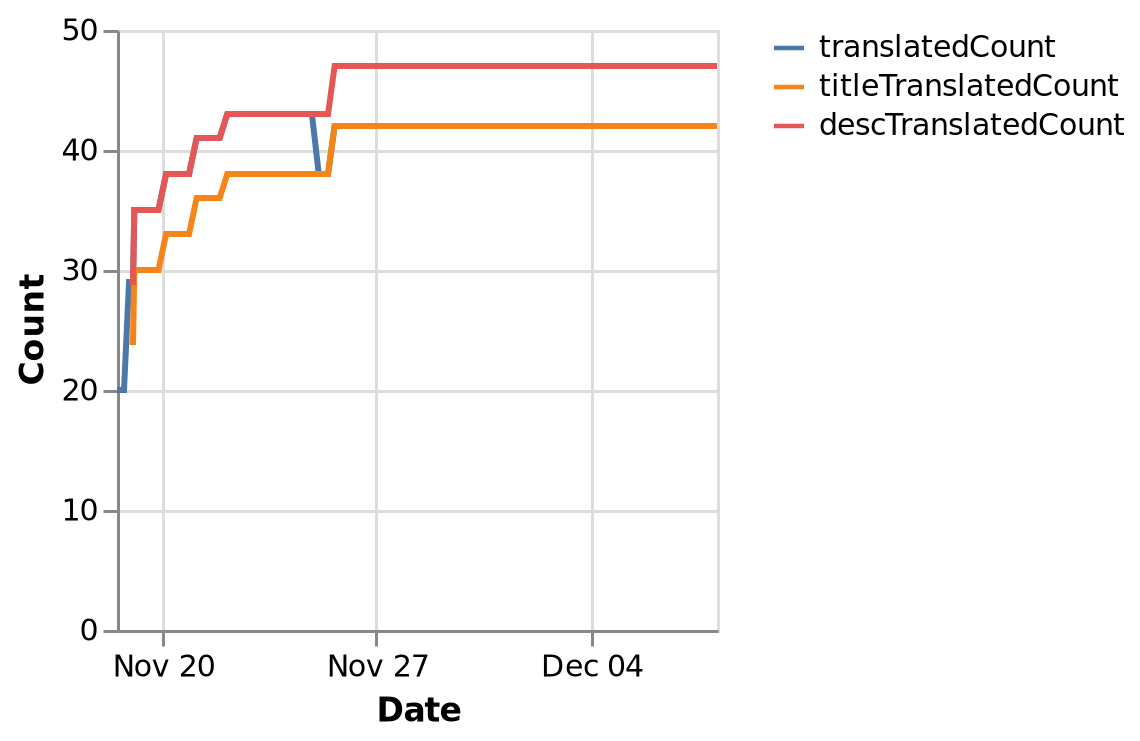 50
40
30
20
10
0
Count
Nov 20
Nov 27
Dec 04
Date
translatedCount
titleTranslatedCount
descTranslatedCount